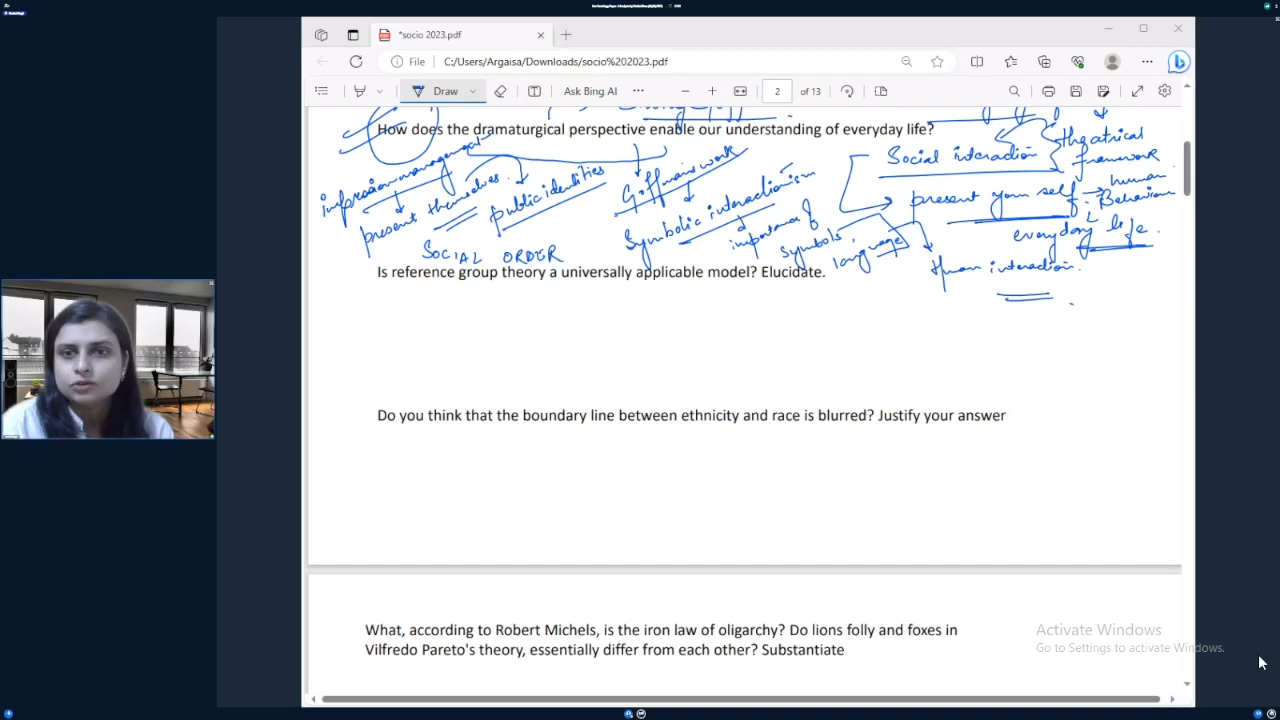 *socio 2023.pdf
File C:/Users/Argaisa/Downloads/socio%202023.pdf
Draw Ask Bing AI 2 of 13
How does the dramaturgical perspective enable our understanding of everyday life?
theatrical
framework
Social interaction
impression management
present themselves.
public identities
Goffman's work
Symbolic interactionism
importance of
symbols,
language
present your self
human
Behaviour
everyday life.
Human interaction.
SOCIAL ORDER
Is reference group theory a universally applicable model? Elucidate.
Do you think that the boundary line between ethnicity and race is blurred? Justify your answer
What, according to Robert Michels, is the iron law of oligarchy? Do lions folly and foxes in
Vilfredo Pareto's theory, essentially differ from each other? Substantiate
Activate Windows
Go to Settings to activate Windows.